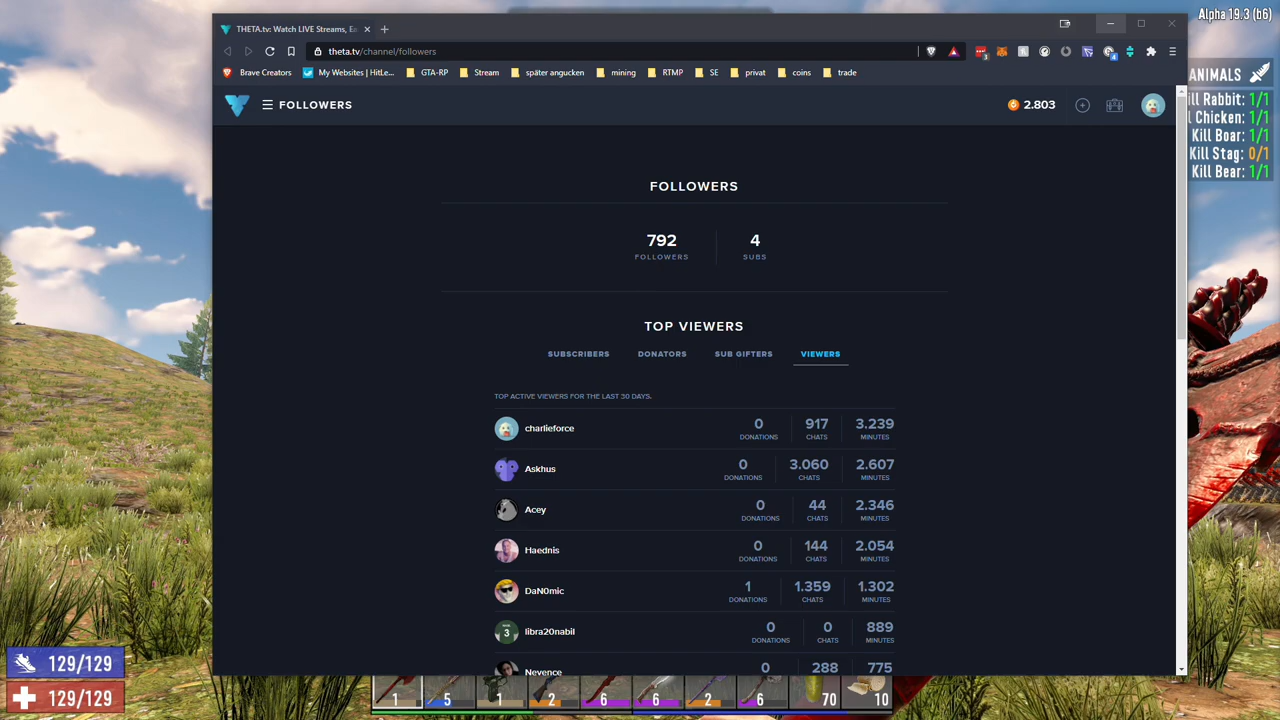 Alpha 19.3 (b6)
THETA.tv: Watch LIVE Streams, Ea
theta.tv/channel/followers
Brave Creators
My Websites | HitLe...
GTA-RP
Stream
später angucken
mining
RTMP
SE
privat
coins
trade
FOLLOWERS
2.803
ANIMALS
ill Rabbit: 1/1
l Chicken: 1/1
Kill Boar: 1/1
Kill Stag: 0/1
Kill Bear: 1/1
FOLLOWERS
792 4
FOLLOWERS SUBS
TOP VIEWERS
SUBSCRIBERS DONATORS SUB GIFTERS VIEWERS
TOP ACTIVE VIEWERS FOR THE LAST 30 DAYS.
charlieforce 0 917 3.239
DONATIONS CHATS MINUTES
Askhus 0 3.060 2.607
DONATIONS CHATS MINUTES
Acey 0 44 2.346
DONATIONS CHATS MINUTES
Haednis 0 144 2.054
DONATIONS CHATS MINUTES
DaN0mic 1 1.359 1.302
DONATIONS CHATS MINUTES
libra20nabil 0 0 889
DONATIONS CHATS MINUTES
Nevence 0 288 775
129/129
129/129
1 5 1 2 6 6 2 6 70 10